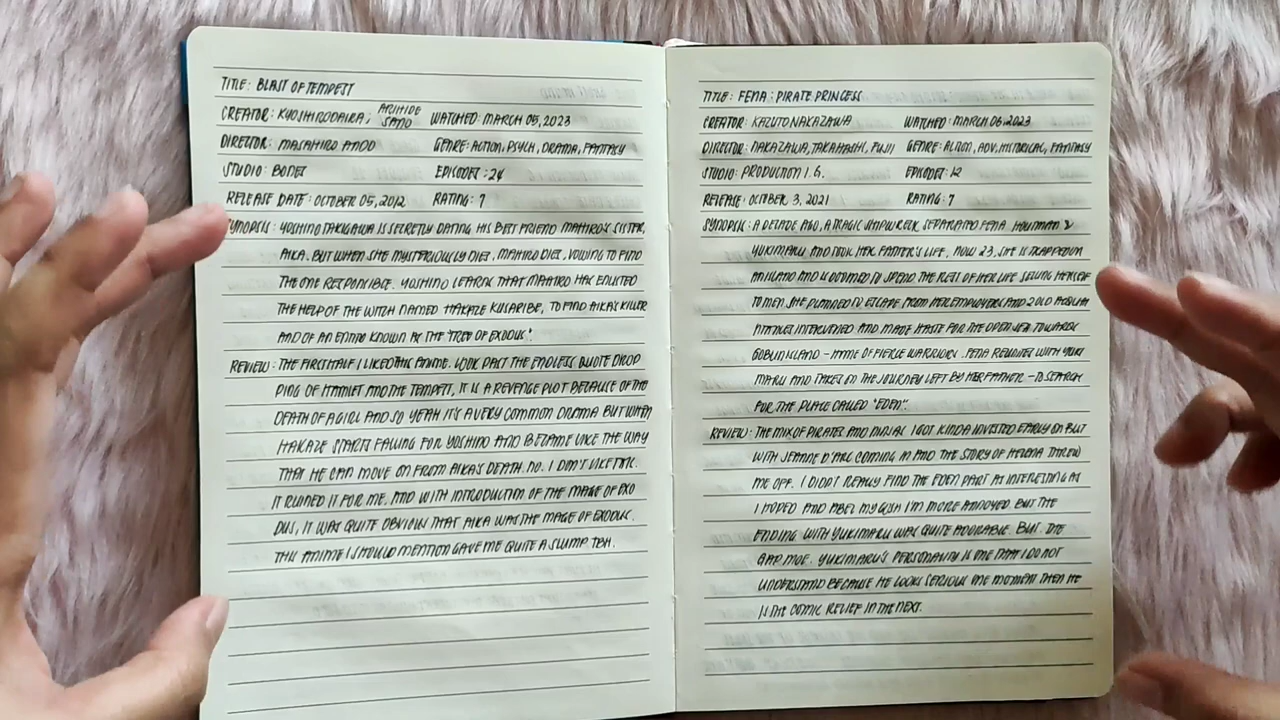 TITLE: BLAST OF TEMPEST
CREATOR: KYOSHIRODAIRA, ARIHIDE SANO WATCHED: MARCH 05, 2023
DIRECTOR: MASAHIRO ANDO GENRE: ACTION, PSYCH, DRAMA, FANTASY
STUDIO: BONES EPISODES: 24
RELEASE DATE: OCTOBER 05, 2012 RATING: 7
SYNOPSIS: YOSHINO TAKIGAWA IS SECRETLY DATING HIS BEST FRIEND MAHIRO'S SISTER,
AIKA. BUT WHEN SHE MYSTERIOUSLY DIES, MAHIRO DIES, VOWING TO FIND
THE ONE RESPONSIBLE. YOSHINO LEARNS THAT MAHIRO HAS ENLISTED
THE HELP OF THE WITCH NAMED HAKAZE KUSARIBE, TO FIND AIKA'S KILLER
AND OF AN ENTITY KNOWN AS THE "TREE OF EXODUS".
REVIEW: THE FIRST HALF I LIKED THIS ANIME. LOOK PAST THE ENDLESS QUOTE DROP
PING OF HAMLET AND THE TEMPEST, IT IS A REVENGE PLOT BECAUSE OF THE
DEATH OF A GIRL AND SO YEAH IT'S A VERY COMMON DRAMA BUT WHEN
HAKAZE STARTS FALLING FOR YOSHINO AND BECAME LIKE THE WAY
THAT HE CAN MOVE ON FROM AIKA'S DEATH. NO. I DON'T LIKE THIS.
IT RUINED IT FOR ME. AND WITH INTRODUCTION OF THE MAGE OF EXO
DUS, IT WAS QUITE OBVIOUS THAT AIKA WAS THE MAGE OF EXODUS.
THIS ANIME I SHOULD MENTION GAVE ME QUITE A SLUMP TBH.
TITLE: FENA: PIRATE PRINCESS
CREATOR: KAZUTO NAKAZAWA WATCHED: MARCH 06, 2023
DIRECTOR: NAKAZAWA, TAKAHASHI, FUJII GENRE: ACTION, ADV, HISTORICAL, FANTASY
STUDIO: PRODUCTION I.G. EPISODES: 12
RELEASE: OCTOBER 3, 2021 RATING: 7
SYNOPSIS: A DECADE AGO, A TRAGIC SHIPWRECK SEPARATED FENA HOUTMAN &
YUKIMARU AND TOOK HER FATHER'S LIFE. NOW 23, SHE IS TRAPPED ON
AN ISLAND AND IS DOOMED TO SPEND THE REST OF HER LIFE SELLING HERSELF
TO MEN. SHE PLANNED TO ESCAPE FROM HER EMPLOYERS AND 2 OLD
INTERVENED AND MADE HASTE FOR THE OPEN SEA TOWARDS
GOBLIN ISLAND - HOME OF FIERCE WARRIORS. FENA REUNITES WITH YUKI
MARU AND TAKES ON THE JOURNEY LEFT BY HER FATHER - TO SEARCH
FOR THE PLACE CALLED "EDEN".
REVIEW: THE MIX OF PIRATES AND NINJAS. I GOT KINDA INVESTED EARLY ON BUT
WITH JEANNE D'ARC COMING IN AND THE STORY OF HELENA THREW
ME OFF. I DIDN'T REALLY FIND THE EDEN PART AS INTERESTING AS
I HOPED AND ABEL MY GOSH I'M MORE ANNOYED. BUT THE
ENDING WITH YUKIMARU WAS QUITE ADORABLE. BUT. THE
GAP MOE. YUKIMARU'S PERSONALITY IS ONE THAT I DO NOT
UNDERSTAND BECAUSE HE LOOKS SERIOUS ONE MOMENT THEN HE
IS THE COMIC RELIEF IN THE NEXT.